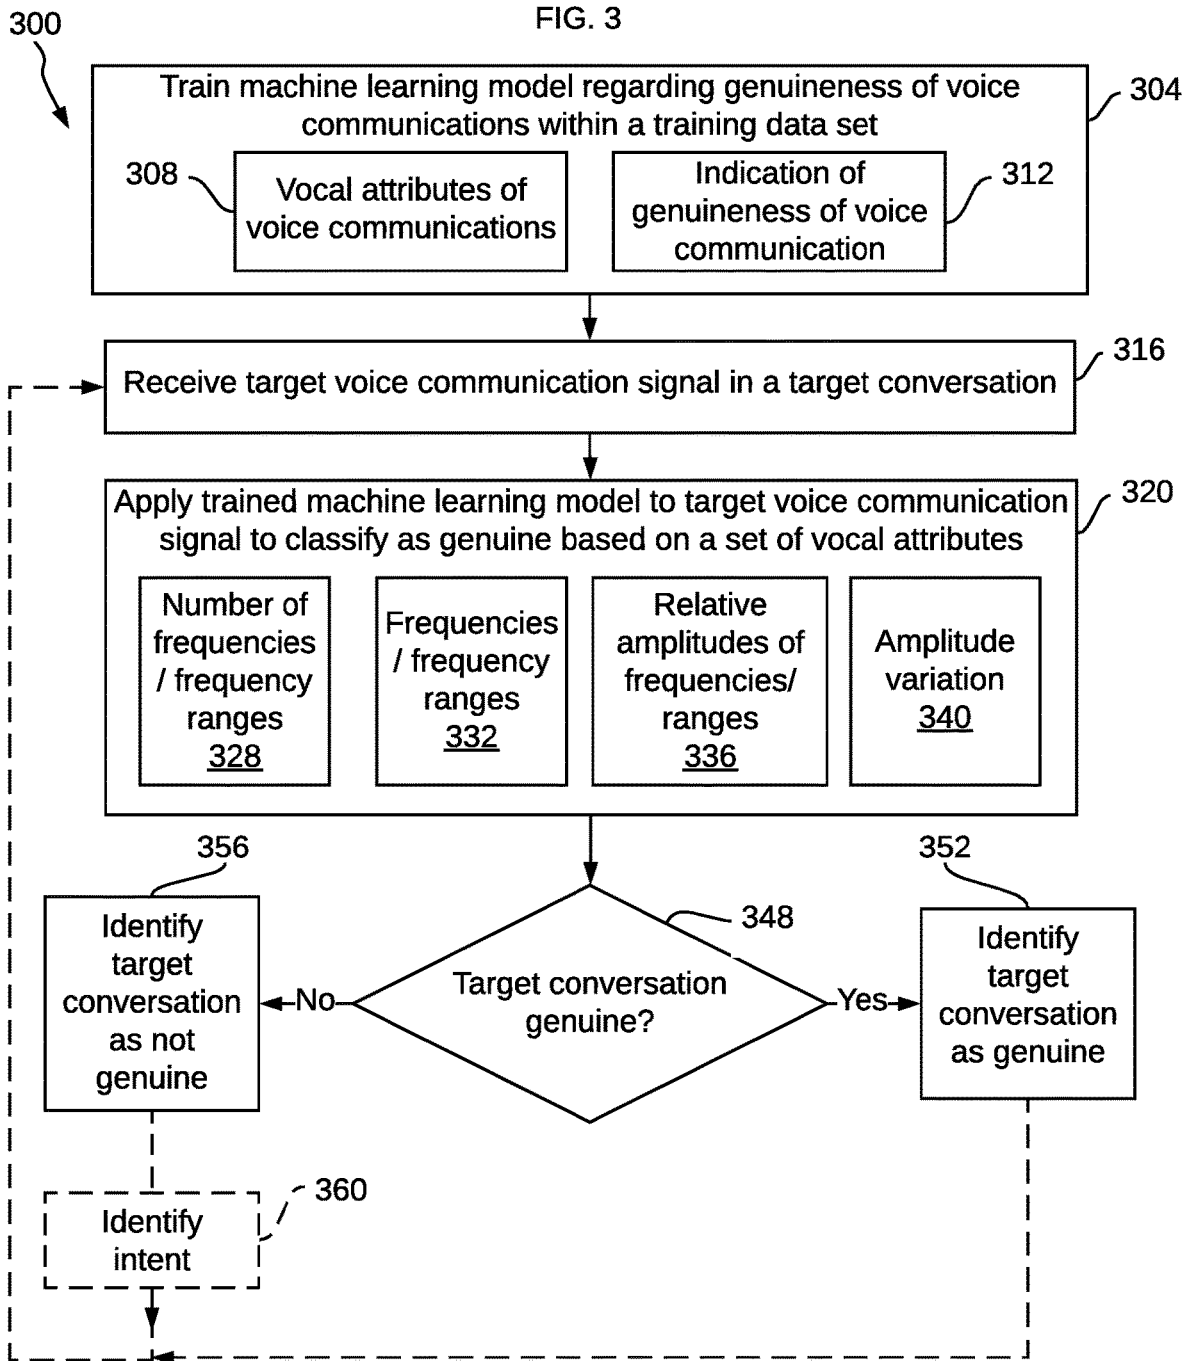 FIG. 3
300
Train machine learning model regarding genuineness of voice
communications within a training data set
304
308
Vocal attributes of
voice communications
Indication of
genuineness of voice
communication
312
Receive target voice communication signal in a target conversation
316
Apply trained machine learning model to target voice communication
signal to classify as genuine based on a set of vocal attributes
320
Number of
frequencies
/ frequency
ranges
328
Frequencies
/ frequency
ranges
332
Relative
amplitudes of
frequencies/
ranges
336
Amplitude
variation
340
356
352
348
Identify
target
conversation
as not
genuine
No
Target conversation
genuine?
Yes
Identify
target
conversation
as genuine
360
Identify
intent